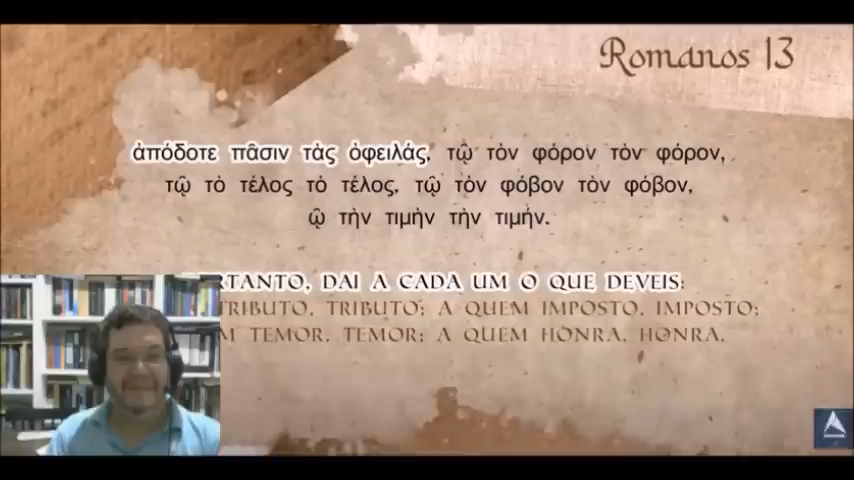 Romanos 13
ἀπόδοτε πᾶσιν τὰς ὀφειλάς, τῷ τὸν φόρον τὸν φόρον,
τῷ τὸ τέλος τὸ τέλος, τῷ τὸν φόβον τὸν φόβον,
ῷ τὴν τιμὴν τὴν τιμήν.
RTANTO, DAI A CADA UM O QUE DEVEIS:
TRIBUTO, TRIBUTO; A QUEM IMPOSTO, IMPOSTO;
M TEMOR, TEMOR; A QUEM HONRA, HONRA.